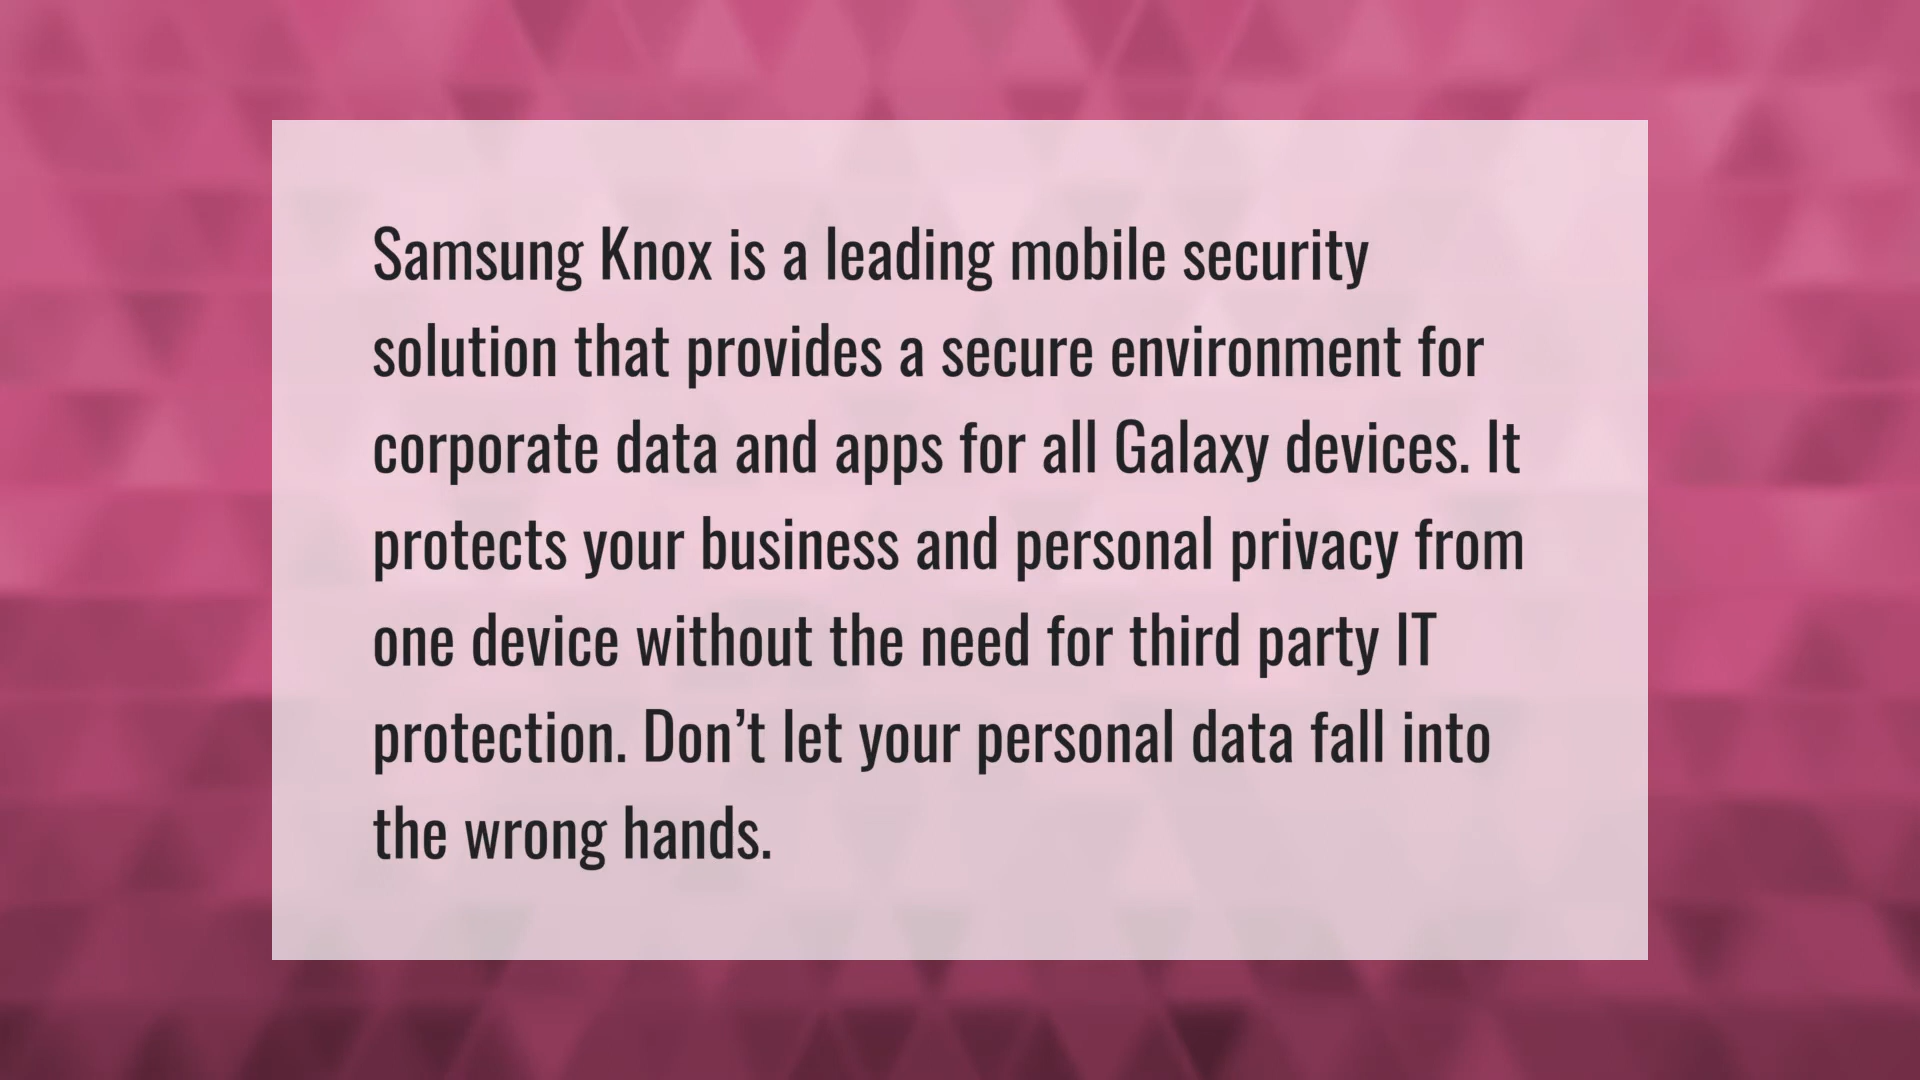 Samsung Knox is a leading mobile security
solution that provides a secure environment for
corporate data and apps for all Galaxy devices. It
protects your business and personal privacy from
one device without the need for third party IT
protection. Don’t let your personal data fall into
the wrong hands.